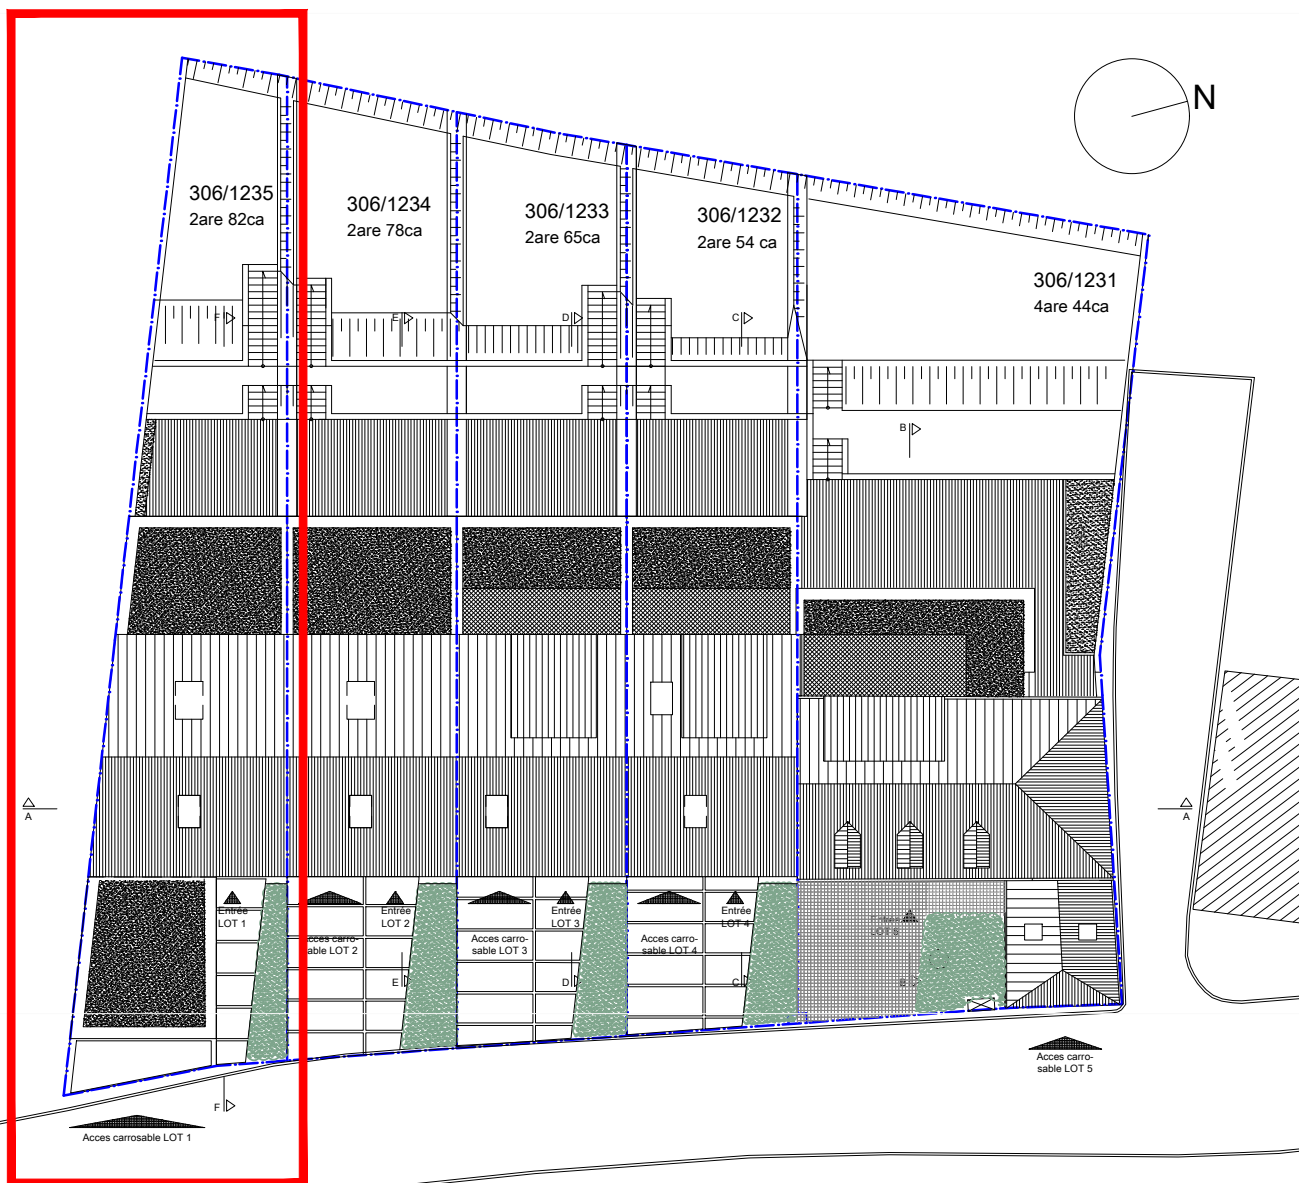 N
306/1235
2are 82ca
306/1234
2are 78ca
306/1233
2are 65ca
306/1232
2are 54 ca
306/1231
4are 44ca
F
E
D
C
B
A
A
Entrée
LOT 1
Entrée
LOT 2
Entrée
LOT 3
Entrée
LOT 4
Entrée
Acces carro-
sable LOT 2
Acces carro-
sable LOT 3
Acces carro-
sable LOT 4
E
D
C
B
Acces carro-
sable LOT 5
F
Acces carrosable LOT 1